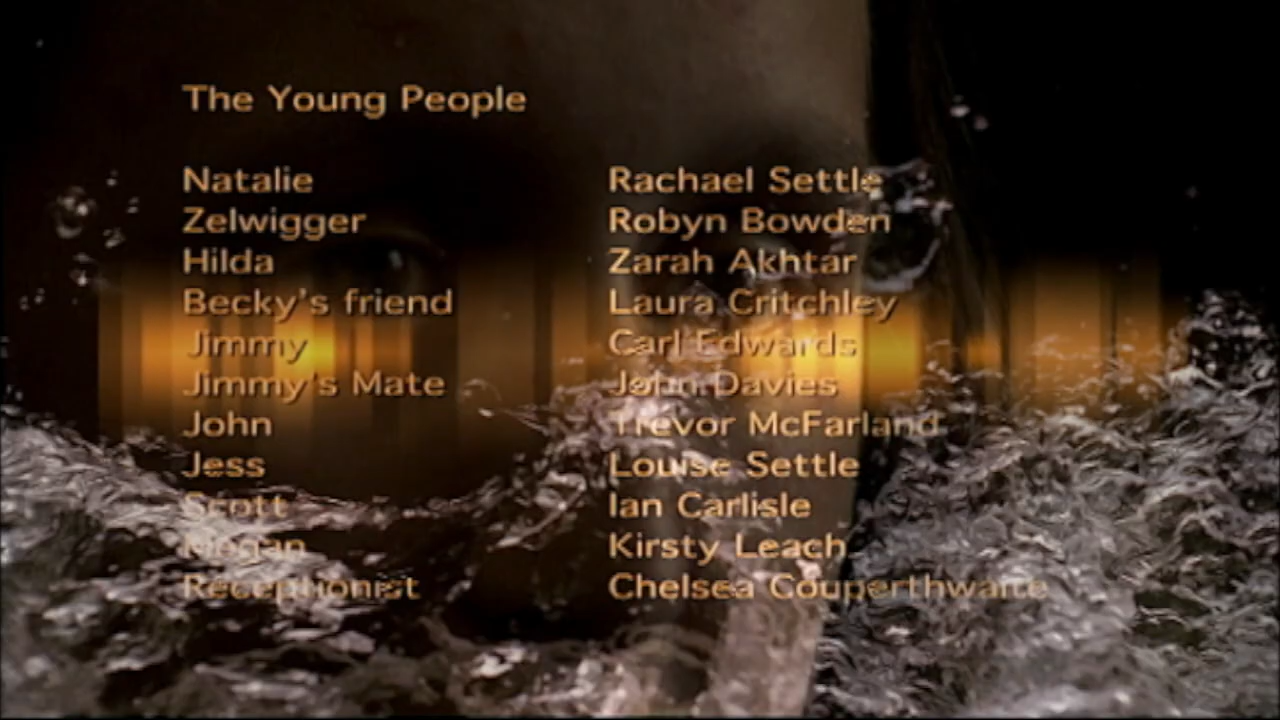 The Young People
Natalie Rachael Settle
Zelwigger Robyn Bowden
Hilda Zarah Akhtar
Becky's friend Laura Critchley
Jimmy Carl Edwards
Jimmy's Mate John Davies
John Trevor McFarland
Jess Louise Settle
Scott Ian Carlisle
Megan Kirsty Leach
Receptionist Chelsea Couperthwaite